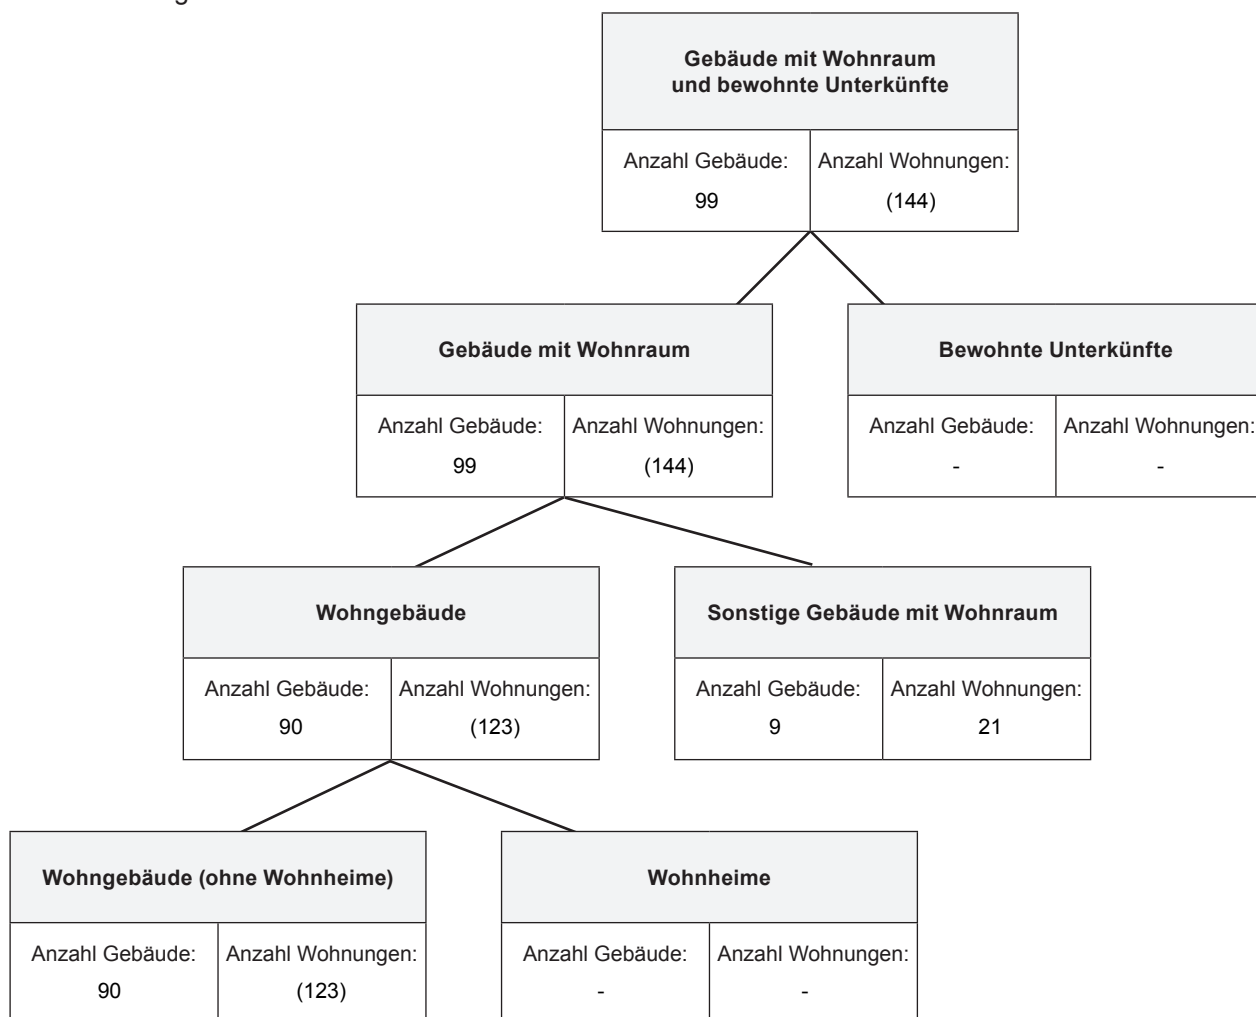 Gebäude mit Wohnraum
und bewohnte Unterkünfte
Anzahl Gebäude: Anzahl Wohnungen:
99 (144)
Gebäude mit Wohnraum Bewohnte Unterkünfte
Anzahl Gebäude: Anzahl Wohnungen: Anzahl Gebäude: Anzahl Wohnungen:
99 (144) - -
Wohngebäude Sonstige Gebäude mit Wohnraum
Anzahl Gebäude: Anzahl Wohnungen: Anzahl Gebäude: Anzahl Wohnungen:
90 (123) 9 21
Wohngebäude (ohne Wohnheime) Wohnheime
Anzahl Gebäude: Anzahl Wohnungen: Anzahl Gebäude: Anzahl Wohnungen:
90 (123) - -